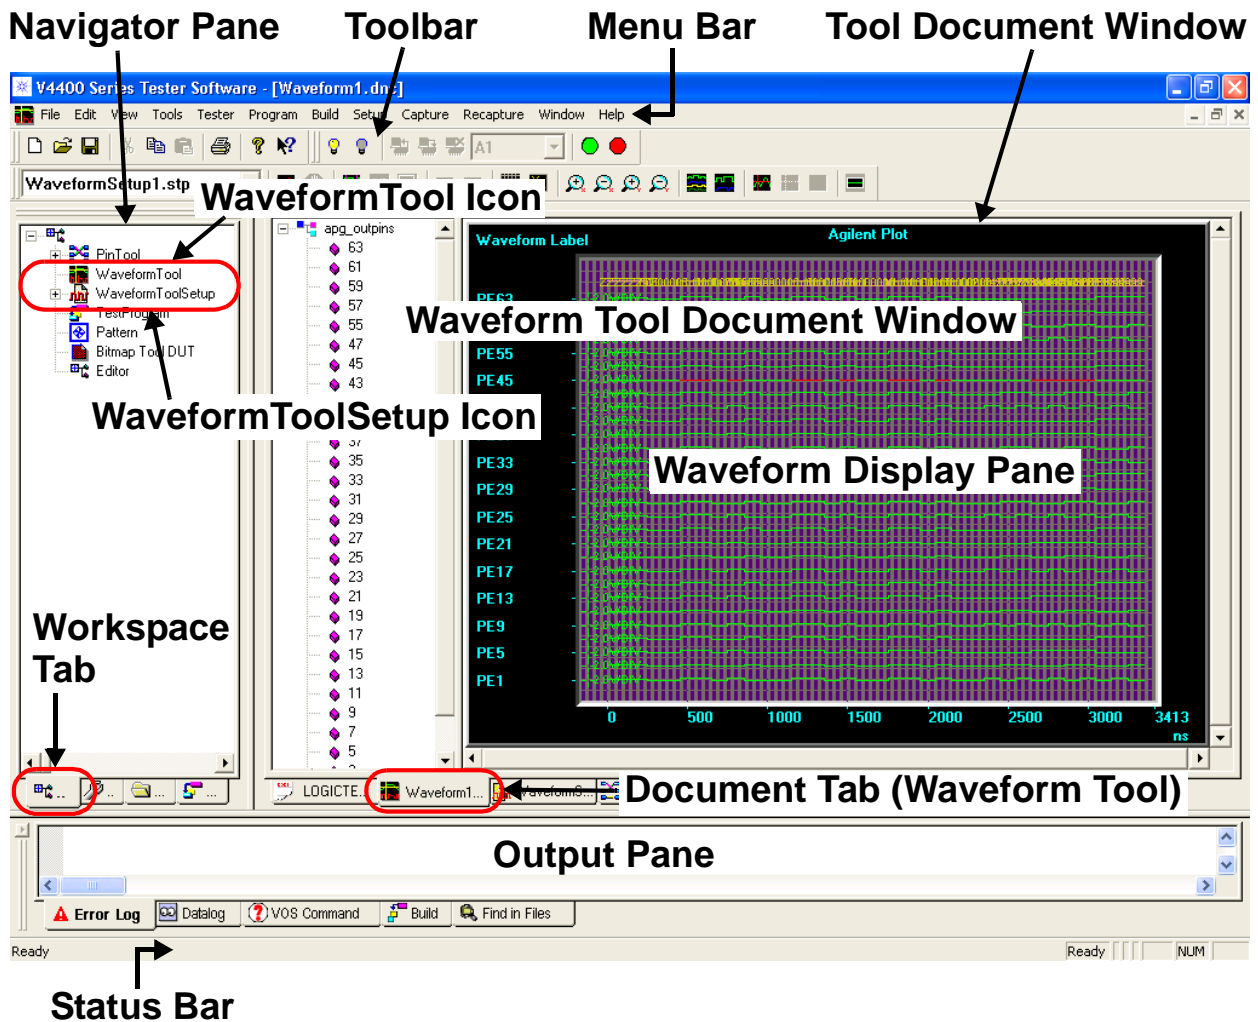 Navigator Pane Toolbar Menu Bar Tool Document Window
V4400 Series Tester Software - [Waveform1.dnc]
File Edit View Tools Tester Program Build Setup Capture Recapture Window Help
A1
WaveformSetup1.stp
WaveformTool Icon
PinTool
WaveformTool
WaveformToolSetup
TestProgram
Pattern
Bitmap Tool DUT
Editor
WaveformToolSetup Icon
apg_outpins
63
61
59
57
55
47
45
43
37
35
33
31
29
27
25
23
21
19
17
15
13
11
9
7
5
Waveform Label
Agilent Plot
Waveform Tool Document Window
Waveform Display Pane
PE63
PE55
PE45
PE33
PE29
PE25
PE21
PE17
PE13
PE9
PE5
PE1
0 500 1000 1500 2000 2500 3000 3413
ns
Workspace
Tab
LOGICTE... Waveform1...
Document Tab (Waveform Tool)
Output Pane
Error Log Datalog VOS Command Build Find in Files
Ready Ready NUM
Status Bar